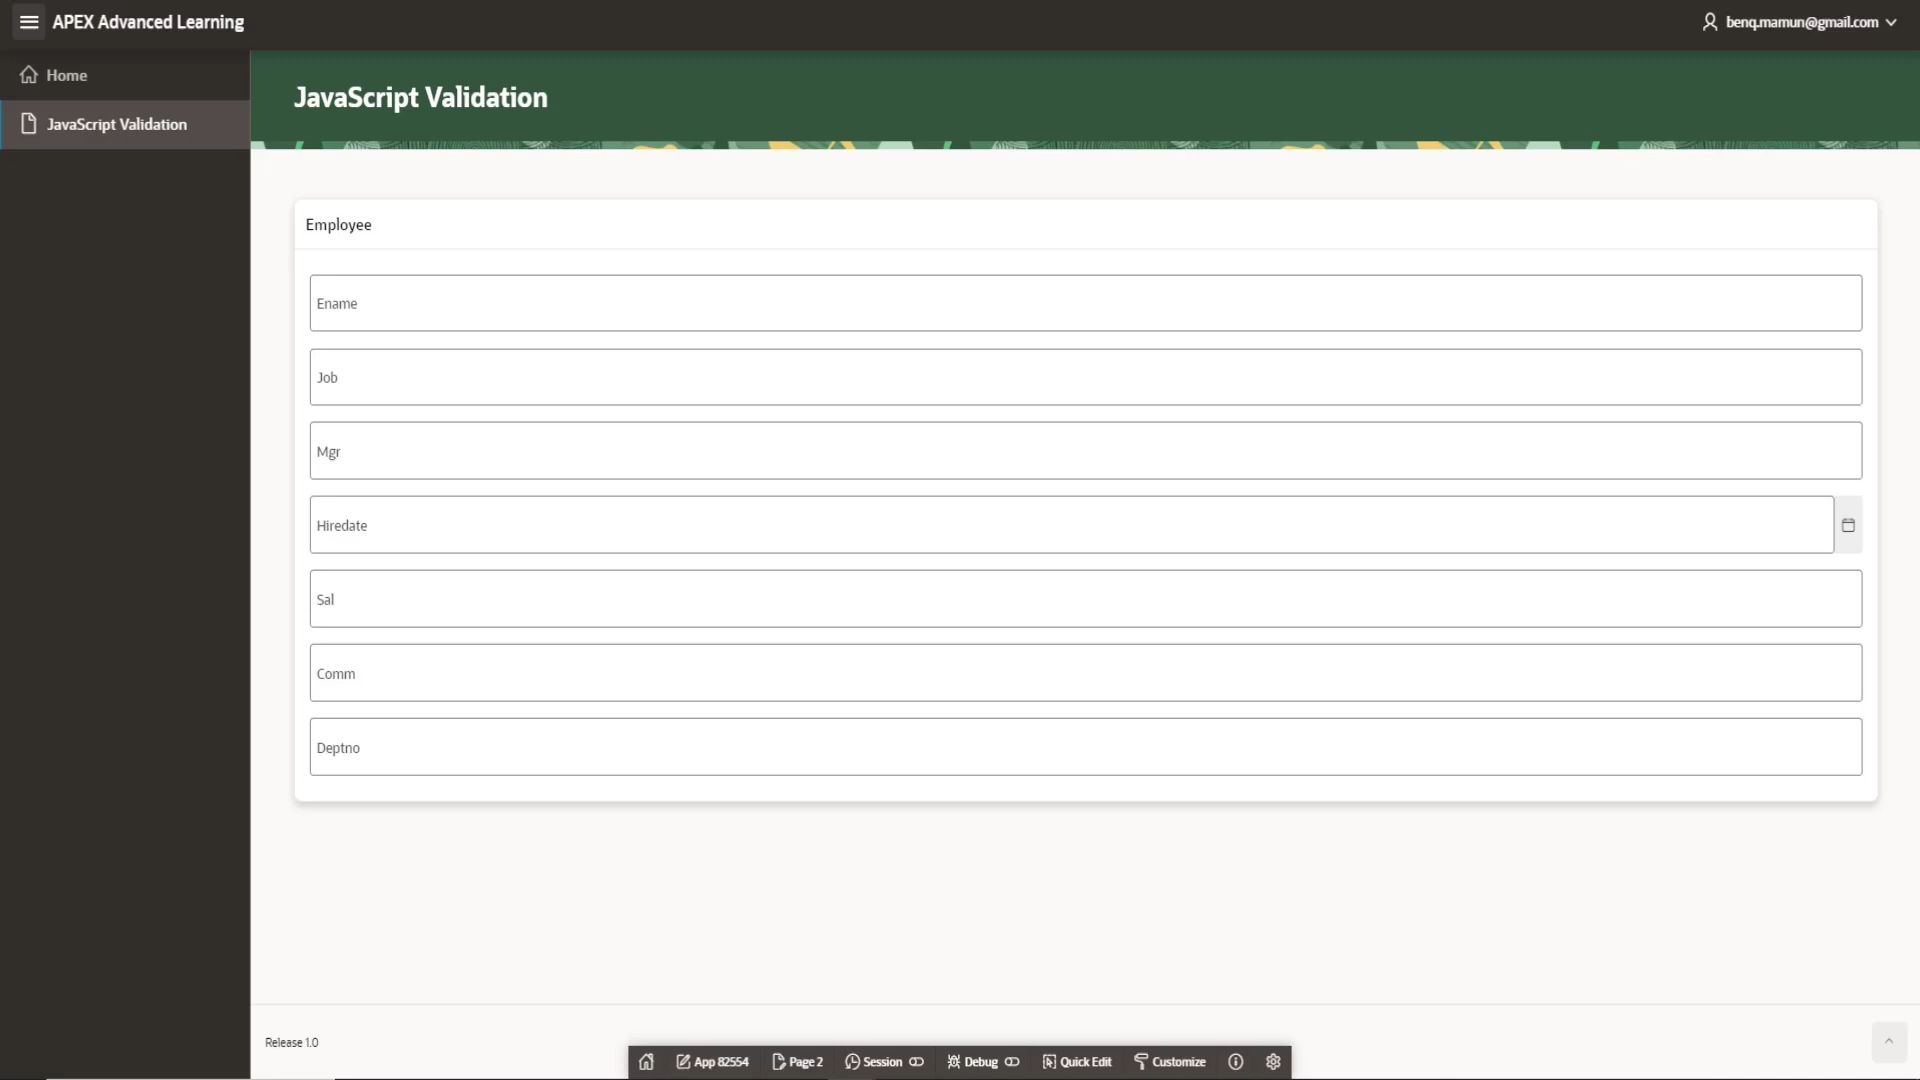 APEX Advanced Learning
benq.mamun@gmail.com
Home
JavaScript Validation
JavaScript Validation
Employee
Ename
Job
Mgr
Hiredate
Sal
Comm
Deptno
Release 1.0
App 82554
Page 2
Session
Debug
Quick Edit
Customize